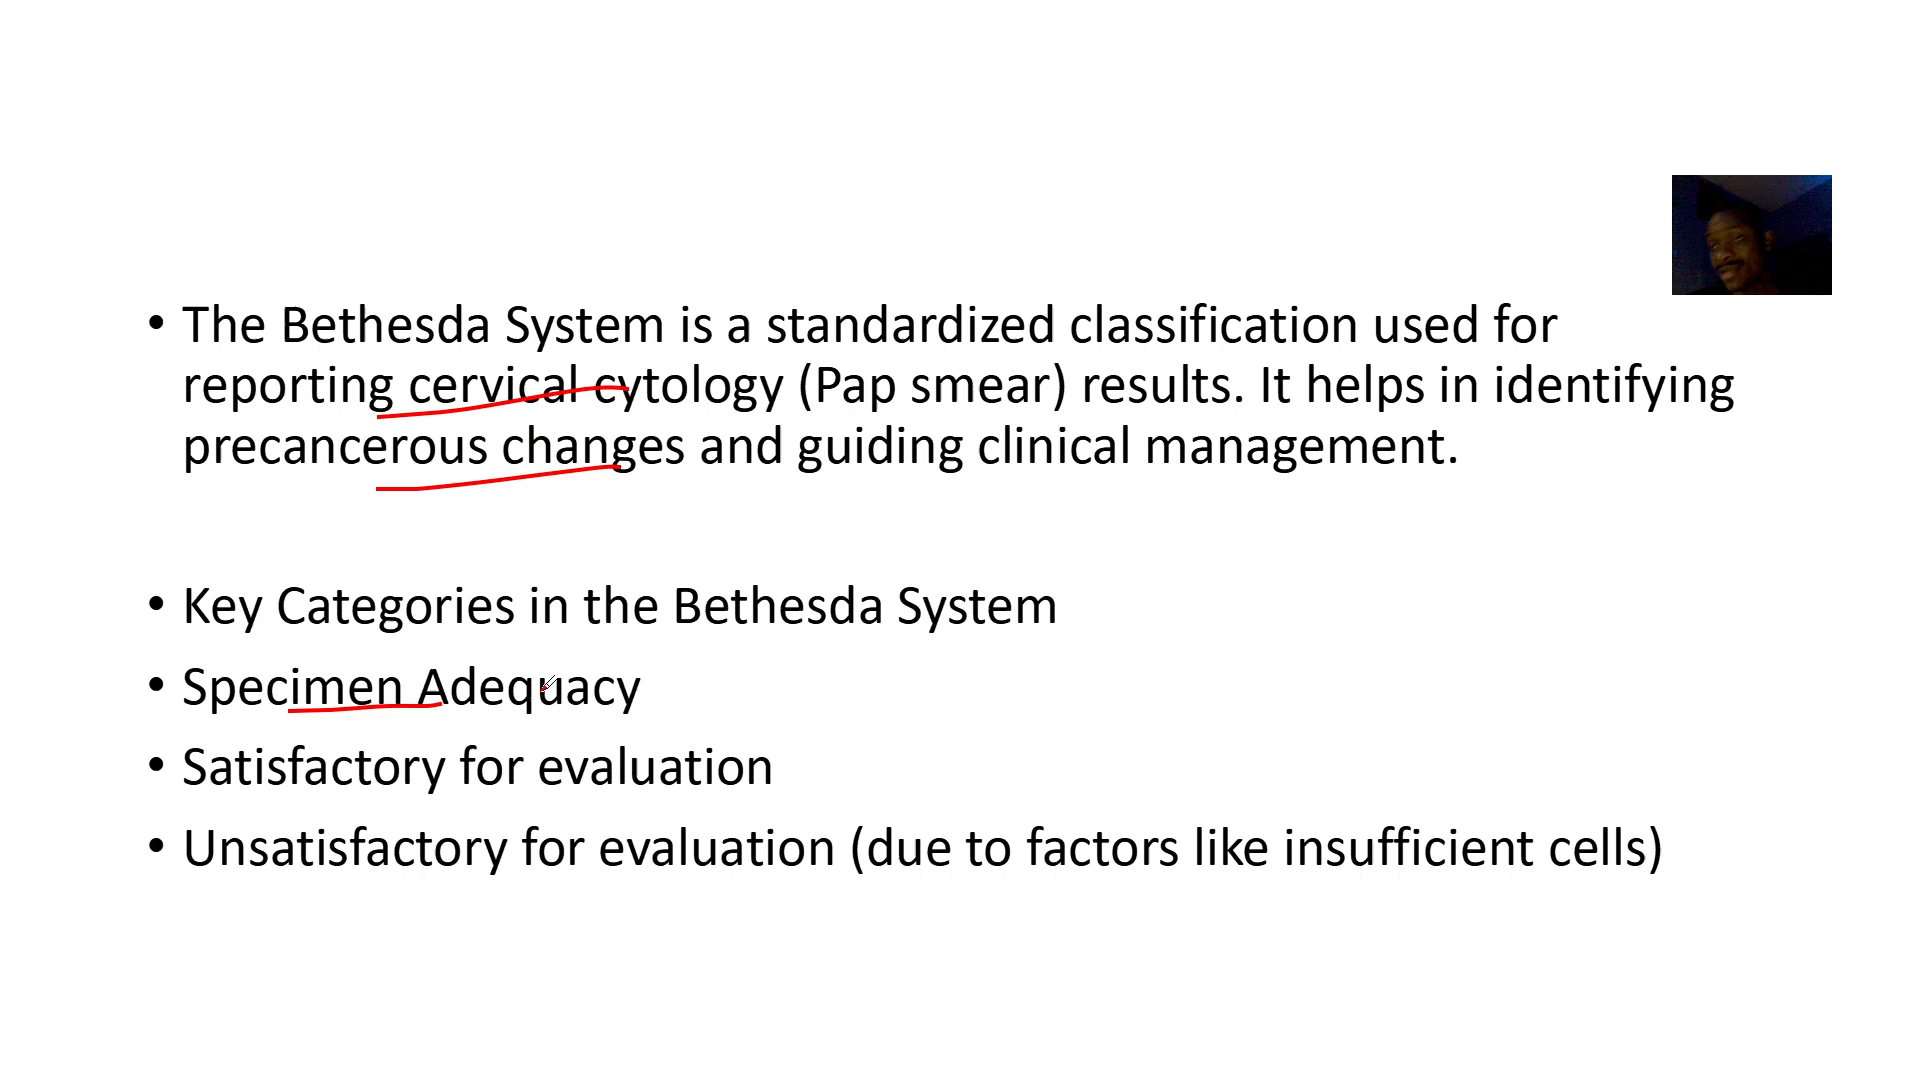 • The Bethesda System is a standardized classification used for
reporting cervical cytology (Pap smear) results. It helps in identifying
precancerous changes and guiding clinical management.
• Key Categories in the Bethesda System
• Specimen Adequacy
• Satisfactory for evaluation
• Unsatisfactory for evaluation (due to factors like insufficient cells)